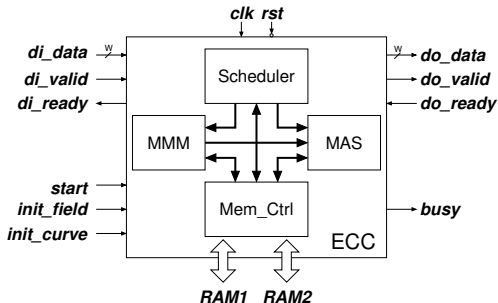 clk rst
di_data w
w do_data
di_valid
do_valid
di_ready
do_ready
Scheduler
MMM
MAS
start
init_field
init_curve
Mem_Ctrl
busy
ECC
RAM1 RAM2